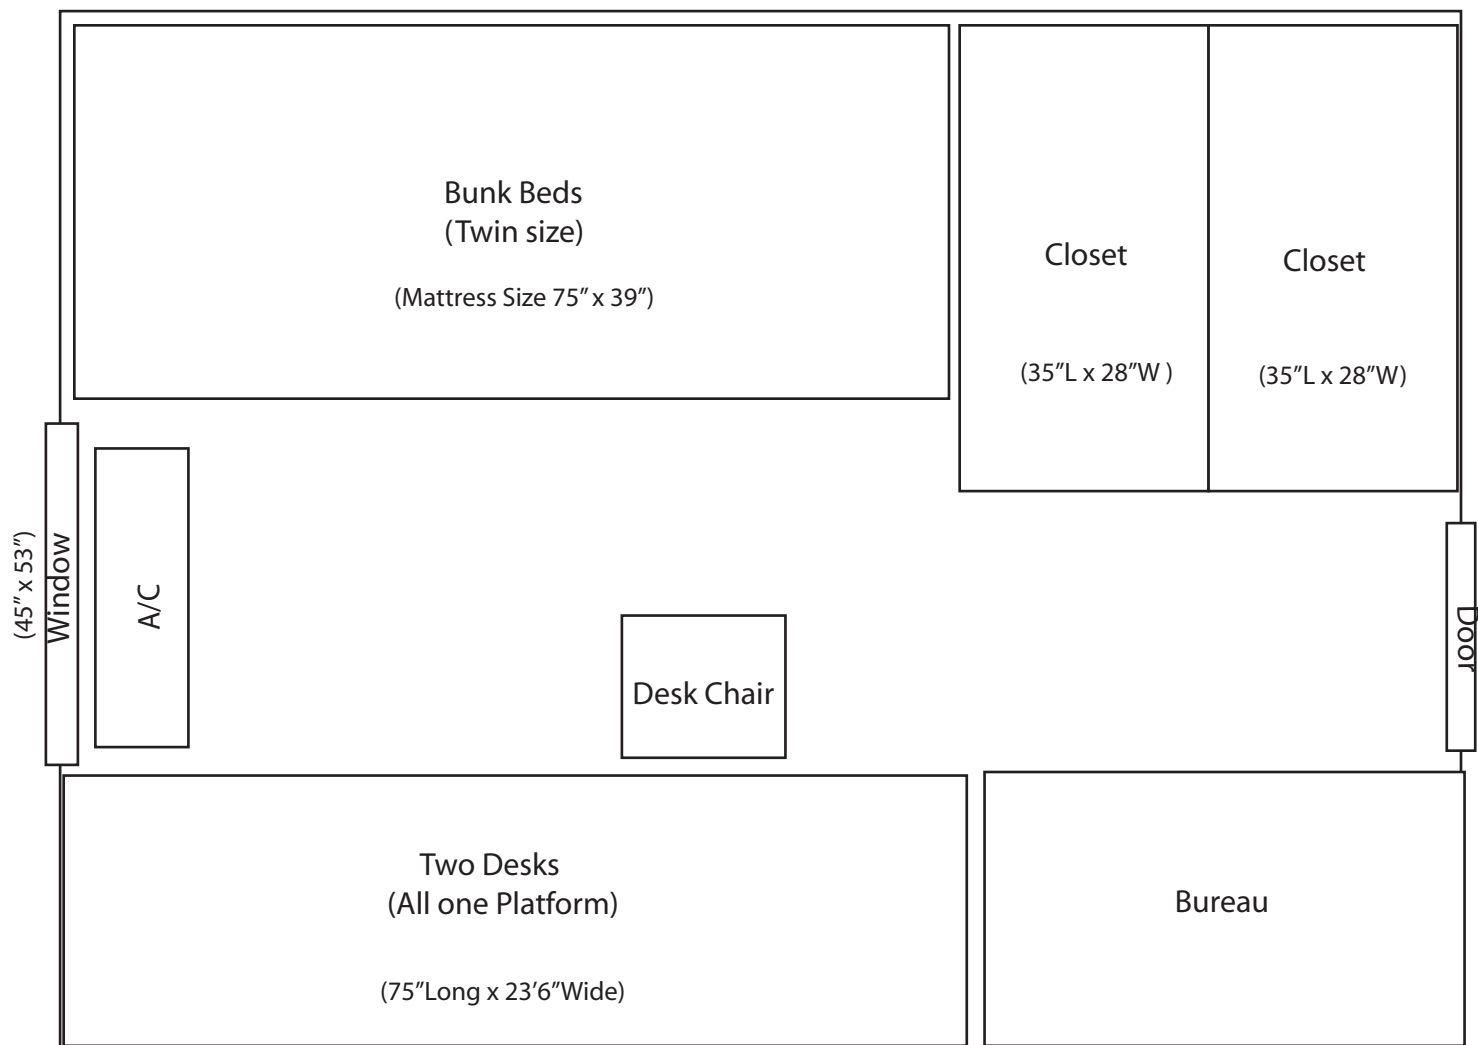 Bunk Beds
(Twin size)
(Mattress Size 75” x 39”)
Closet
(35”L x 28”W )
Closet
(35”L x 28”W)
(45” x 53”)
Window
A/C
Desk Chair
Door
Two Desks
(All one Platform)
(75”Long x 23’6”Wide)
Bureau